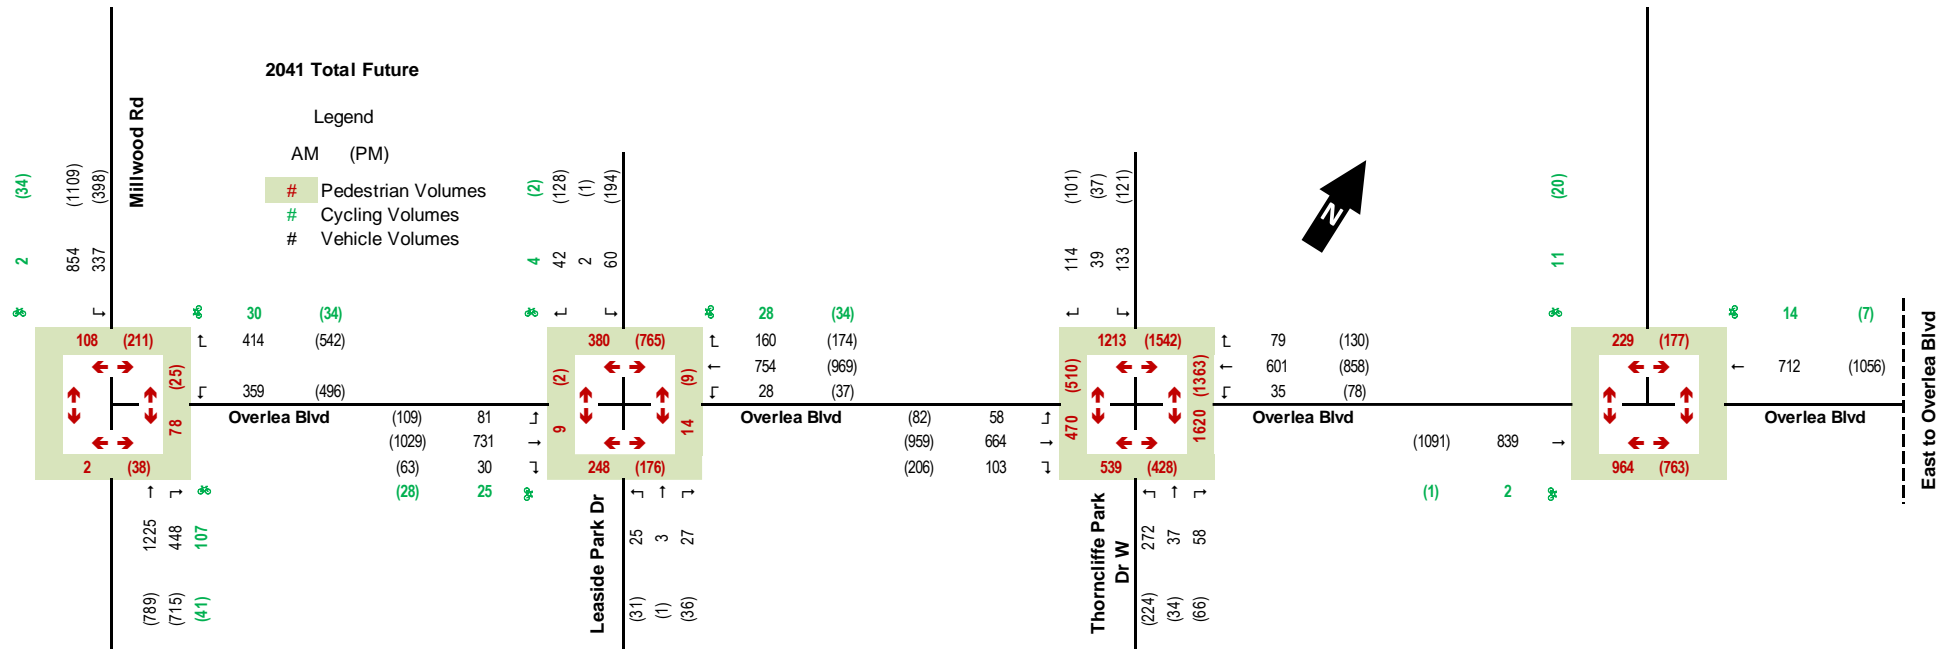 2041 Total Future
Legend
AM (PM)
# Pedestrian Volumes
# Cycling Volumes
# Vehicle Volumes
N
Millwood Rd
(34) (1109) (398)
2 854 337
30 (34)
108 (211)
414 (542)
(25)
78
359 (496)
Overlea Blvd
2 (38)
1225 448 107
(789) (715) (41)
(2) (128) (1) (194)
4 42 2 60
28 (34)
380 (765)
160 (174)
754 (969)
28 (37)
(2)
9
(9)
14
(109) 81
(1029) 731
(63) 30
(28) 25
248 (176)
Overlea Blvd
Leaside Park Dr
25 3 27
(31) (1) (36)
(101) (37) (121)
114 39 133
1213 (1542)
79 (130)
601 (858)
35 (78)
(510)
470
(1363)
1620
(82) 58
(959) 664
(206) 103
539 (428)
Overlea Blvd
Thorncliffe Park
Dr W
272 37 58
(224) (34) (66)
(20)
11
14 (7)
229 (177)
712 (1056)
(1091) 839
(1) 2
964 (763)
Overlea Blvd
East to Overlea Blvd